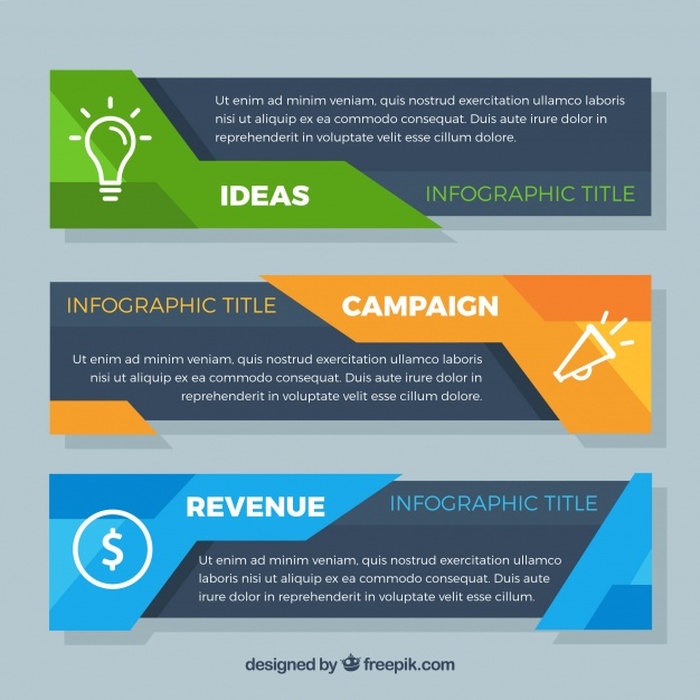 Ut enim ad minim veniam, quis nostrud exercitation ullamco laboris
nisi ut aliquip ex ea commodo consequat. Duis aute irure dolor in
reprehenderit in voluptate velit esse cillum dolore.
IDEAS
INFOGRAPHIC TITLE
INFOGRAPHIC TITLE
CAMPAIGN
Ut enim ad minim veniam, quis nostrud exercitation ullamco laboris
nisi ut aliquip ex ea commodo consequat. Duis aute irure dolor in
reprehenderit in voluptate velit esse cillum dolore.
$
REVENUE
INFOGRAPHIC TITLE
Ut enim ad minim veniam, quis nostrud exercitation ullamco
laboris nisi ut aliquip ex ea commodo consequat. Duis aute
irure dolor in reprehenderit in voluptate velit esse cillum.
designed by freepik.com